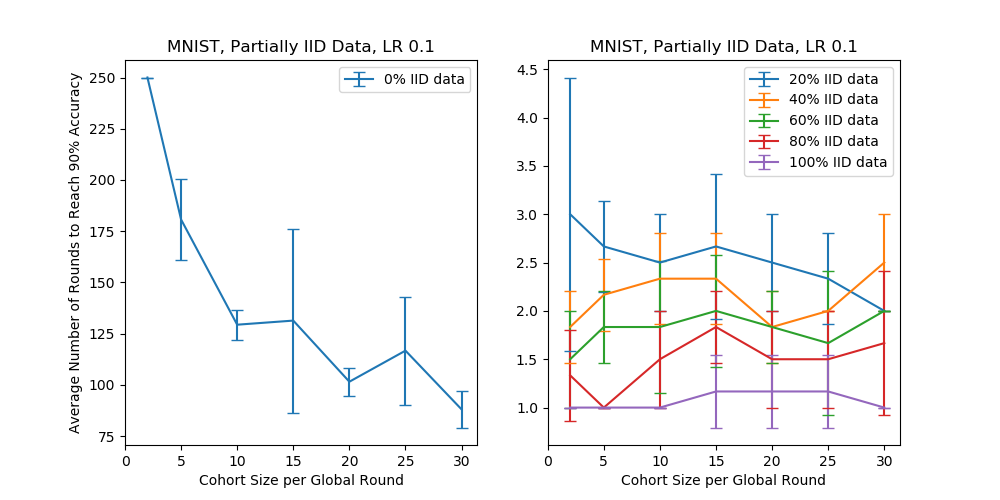 MNIST, Partially IID Data, LR 0.1
Average Number of Rounds to Reach 90% Accuracy
250
225
200
175
150
125
100
75
0% IID data
0 5 10 15 20 25 30
Cohort Size per Global Round
MNIST, Partially IID Data, LR 0.1
4.5
4.0
3.5
3.0
2.5
2.0
1.5
1.0
20% IID data
40% IID data
60% IID data
80% IID data
100% IID data
0 5 10 15 20 25 30
Cohort Size per Global Round